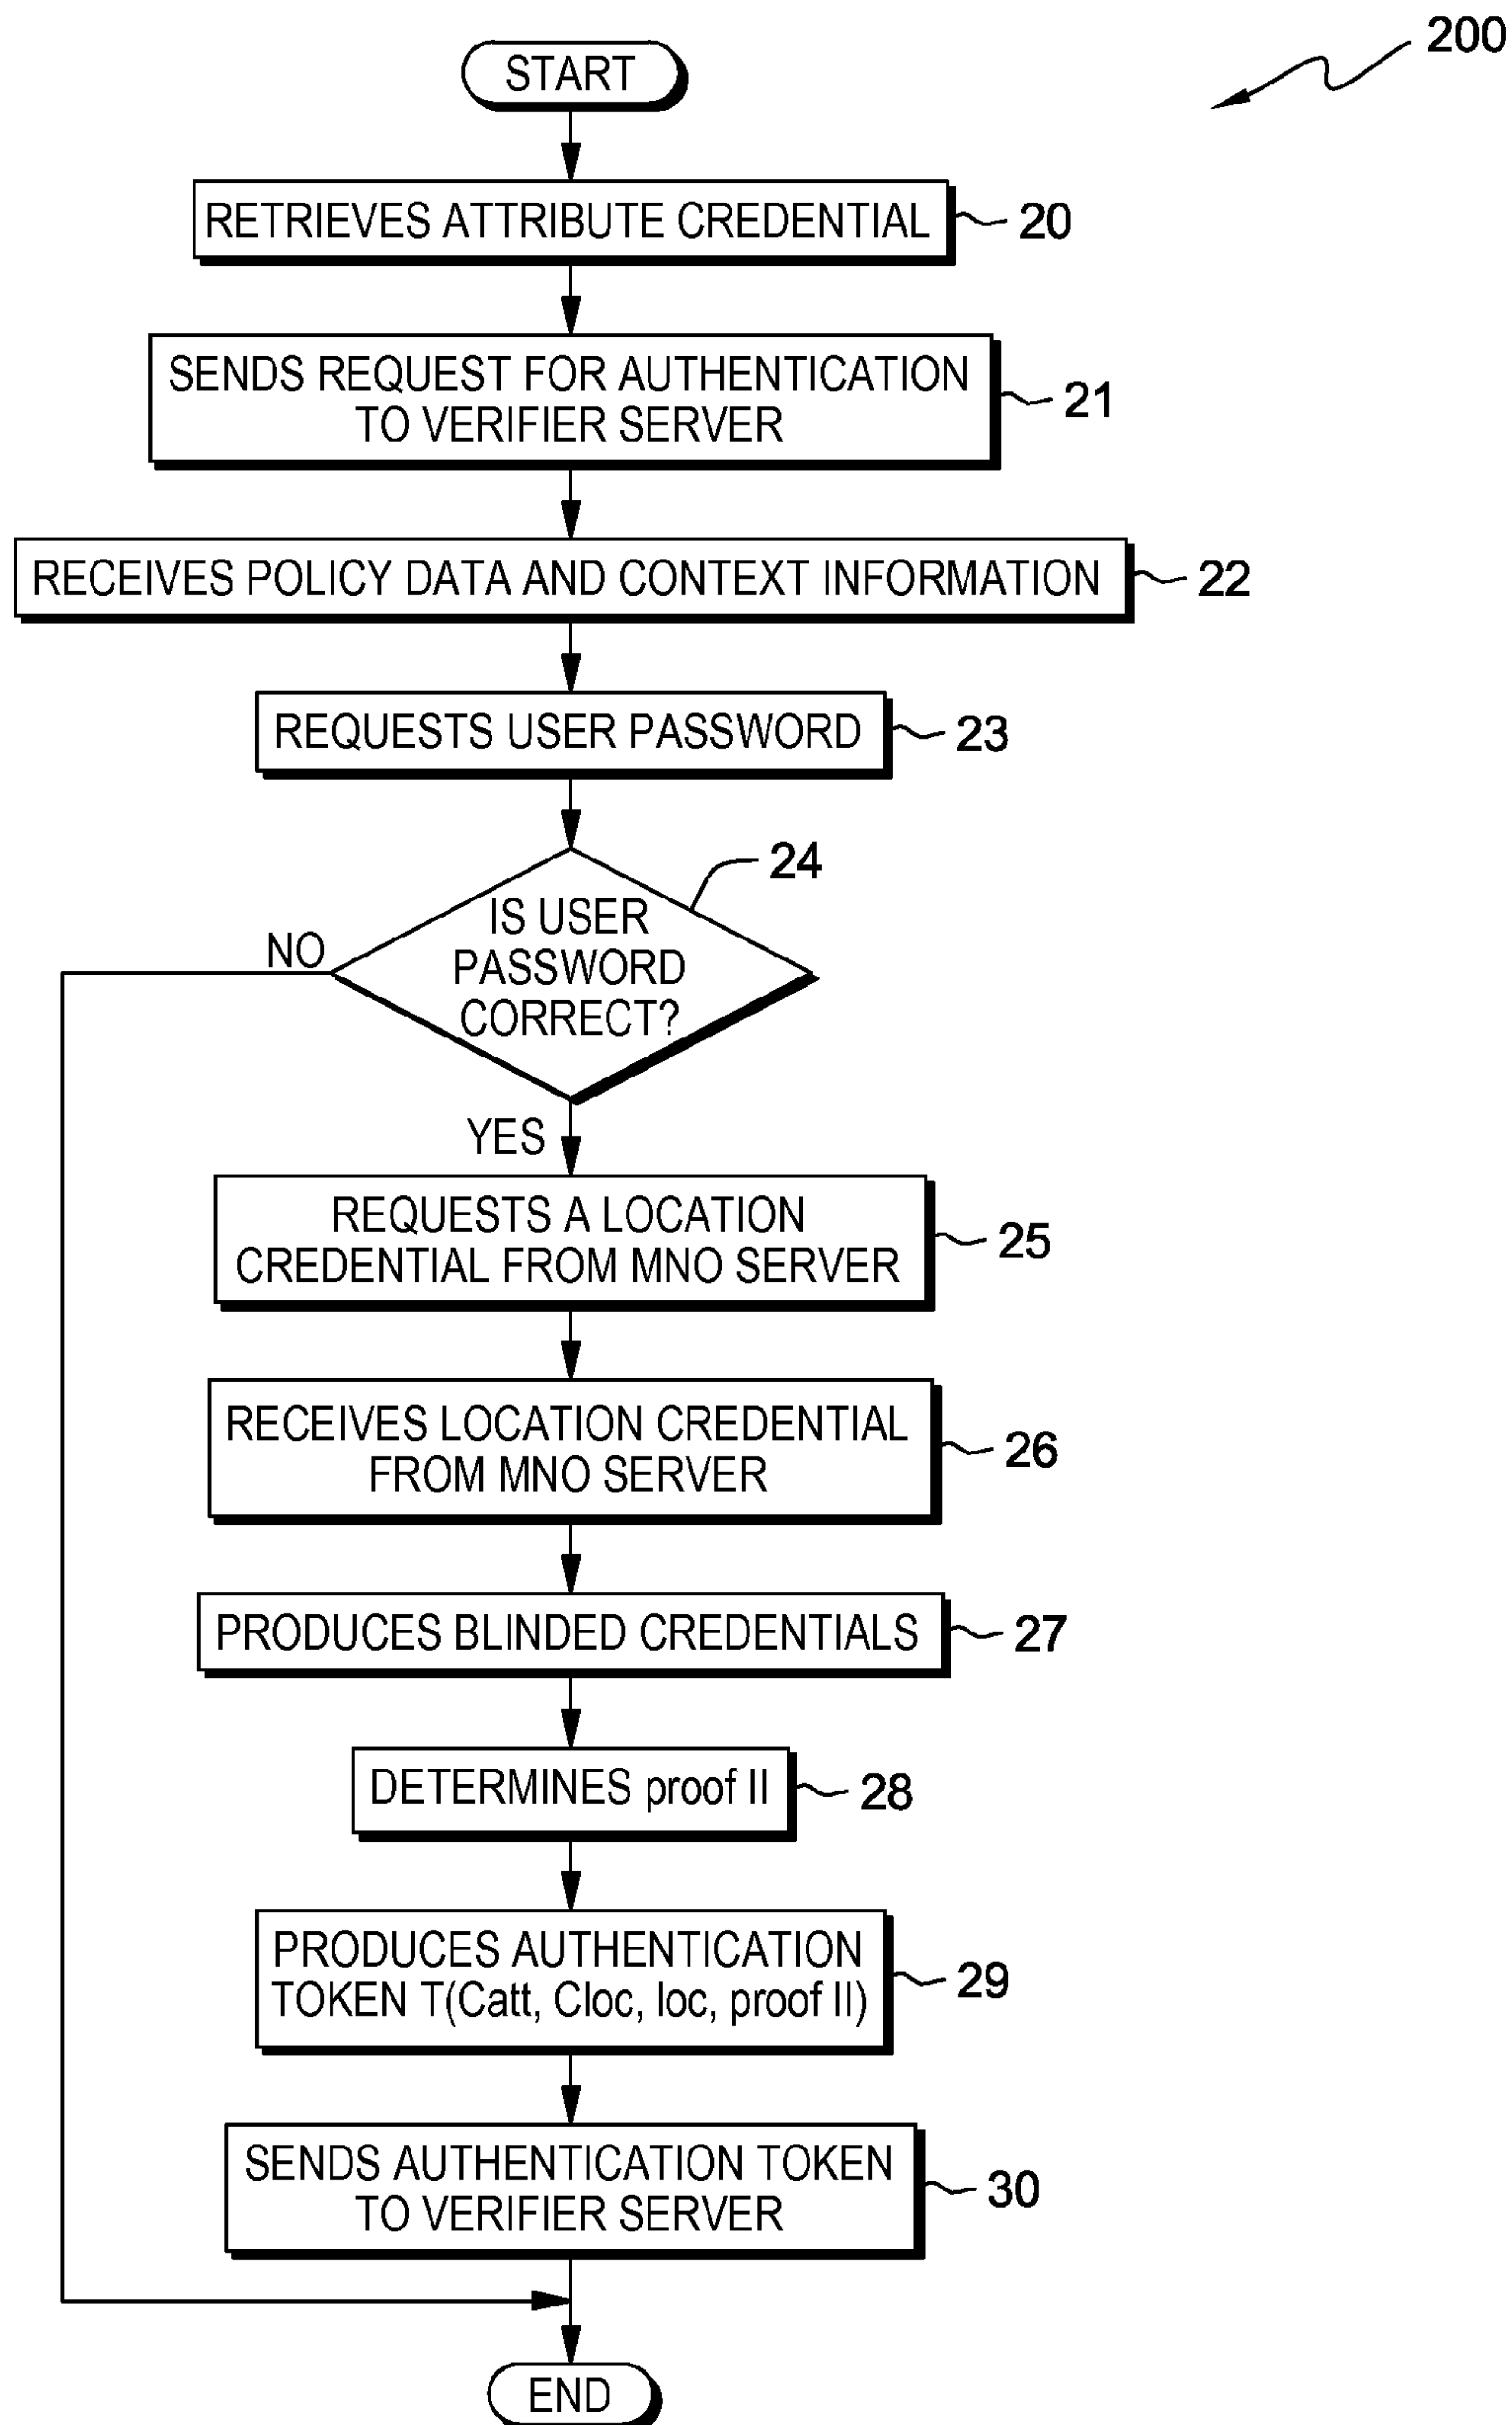 200
START
RETRIEVES ATTRIBUTE CREDENTIAL
20
SENDS REQUEST FOR AUTHENTICATION
TO VERIFIER SERVER
21
RECEIVES POLICY DATA AND CONTEXT INFORMATION
22
REQUESTS USER PASSWORD
23
24
IS USER
PASSWORD
CORRECT?
NO
YES
REQUESTS A LOCATION
CREDENTIAL FROM MNO SERVER
25
RECEIVES LOCATION CREDENTIAL
FROM MNO SERVER
26
PRODUCES BLINDED CREDENTIALS
27
DETERMINES proof II
28
PRODUCES AUTHENTICATION
TOKEN T(Catt, Cloc, loc, proof II)
29
SENDS AUTHENTICATION TOKEN
TO VERIFIER SERVER
30
END